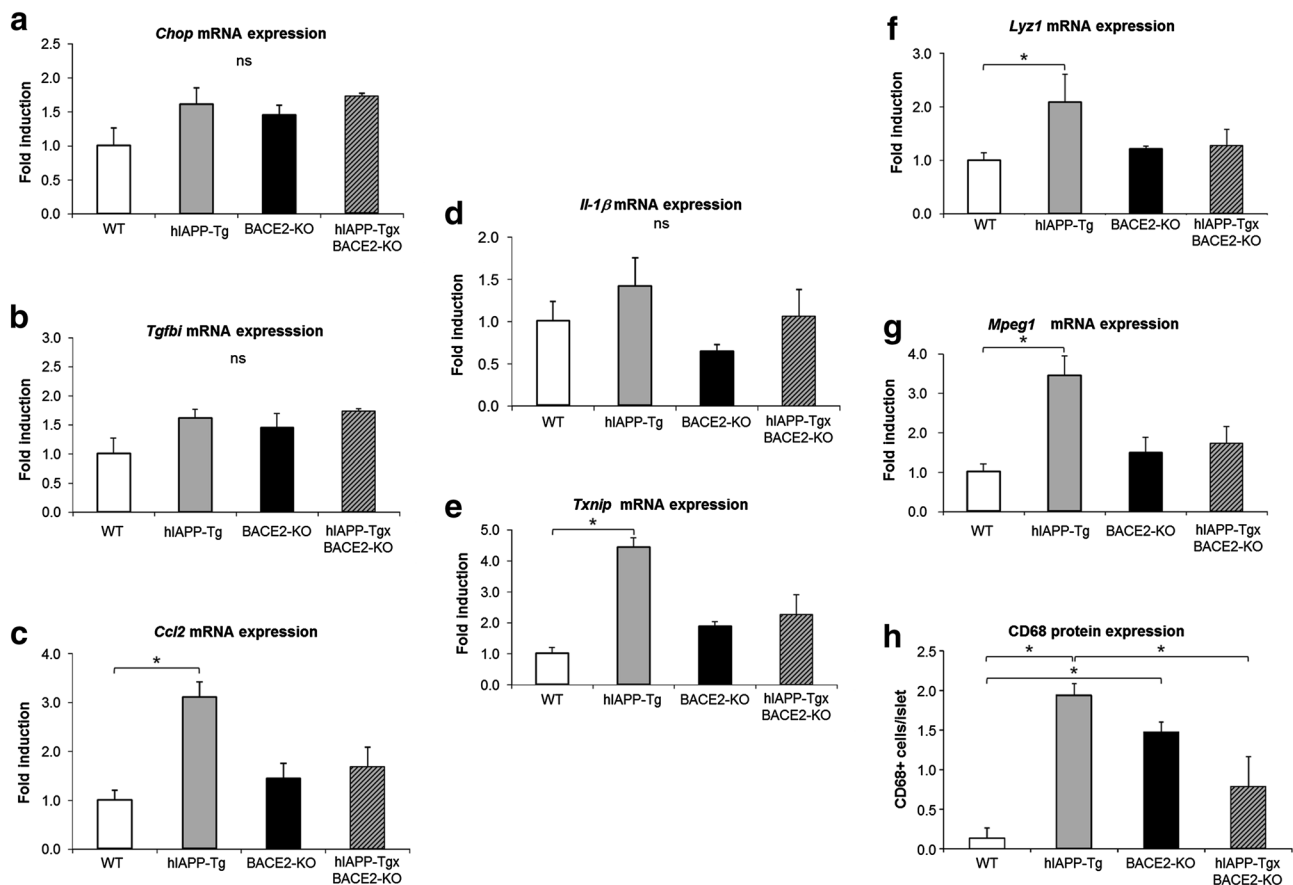 a
Chop mRNA expression
ns
Fold induction
2.5
2.0
1.5
1.0
0.5
0.0
WT
hIAPP-Tg
BACE2-KO
hIAPP-Tgx
BACE2-KO
b
Tgfbi mRNA expresssion
ns
Fold induction
3.0
2.5
2.0
1.5
1.0
0.5
0.0
WT
hIAPP-Tg
BACE2-KO
hIAPP-Tgx
BACE2-KO
c
Ccl2 mRNA expression
*
Fold induction
4.0
3.0
2.0
1.0
0.0
WT
hIAPP-Tg
BACE2-KO
hIAPP-Tgx
BACE2-KO
d
Il-1β mRNA expression
ns
Fold induction
2.0
1.5
1.0
0.5
0.0
WT
hIAPP-Tg
BACE2-KO
hIAPP-Tgx
BACE2-KO
e
Txnip mRNA expression
*
Fold induction
5.0
4.0
3.0
2.0
1.0
0.0
WT
hIAPP-Tg
BACE2-KO
hIAPP-Tgx
BACE2-KO
f
Lyz1 mRNA expression
*
Fold induction
3.0
2.0
1.0
0.0
WT
hIAPP-Tg
BACE2-KO
hIAPP-Tgx
BACE2-KO
g
Mpeg1 mRNA expression
*
Fold induction
4.0
3.0
2.0
1.0
0.0
WT
hIAPP-Tg
BACE2-KO
hIAPP-Tgx
BACE2-KO
h
CD68 protein expression
* *
*
CD68+ cells/islet
2.5
2.0
1.5
1.0
0.5
0.0
WT
hIAPP-Tg
BACE2-KO
hIAPP-Tgx
BACE2-KO